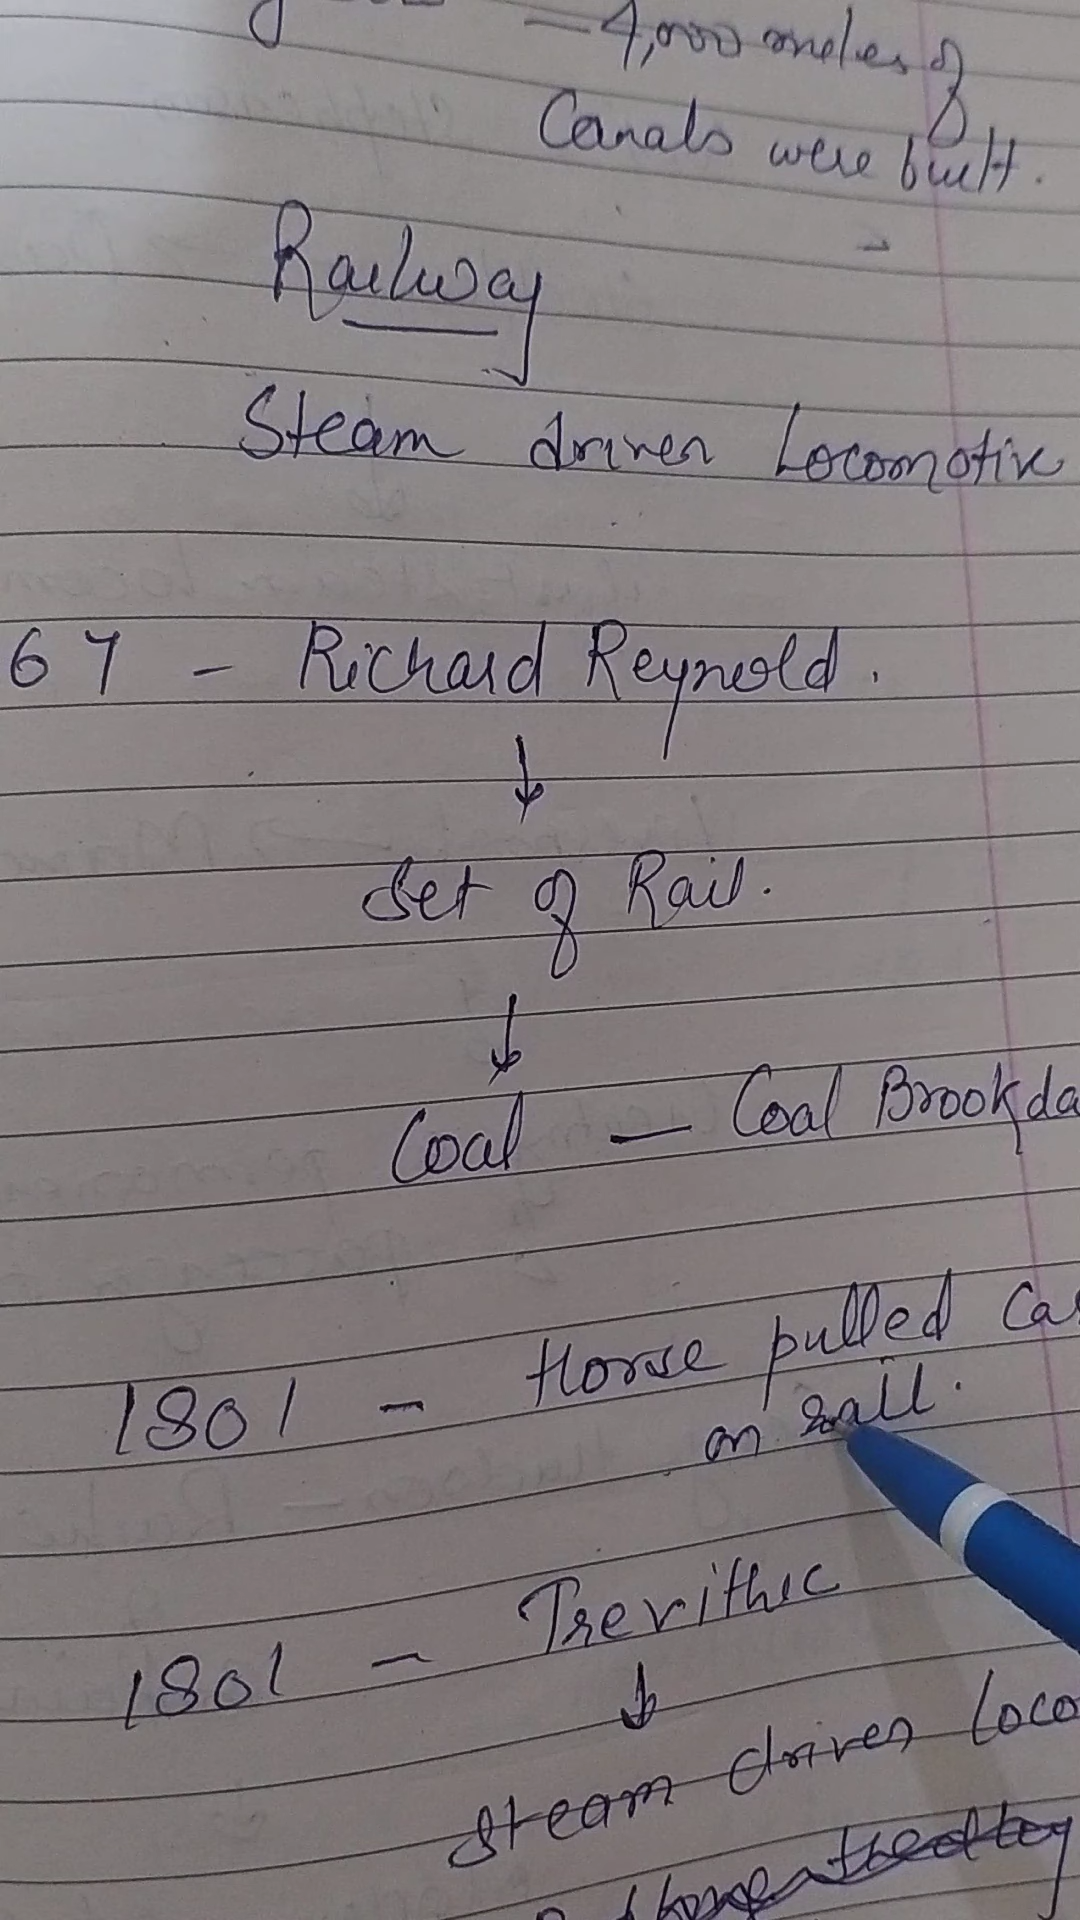 — 4,000 miles of
Canals were built.
Railway
Steam driven Locomotive
67 - Richard Reynold.
↓
Set of Rail.
↓
Coal — Coal Brookda
1801 - Horse pulled Ca
on rail.
1801 - Trevithic
↓
Steam driven Loco